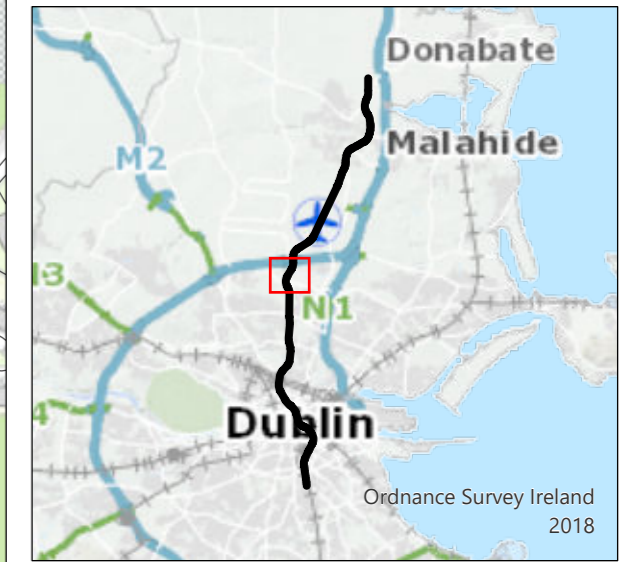 Donabate
Malahide
M2
N1
Dublin
Ordnance Survey Ireland
2018